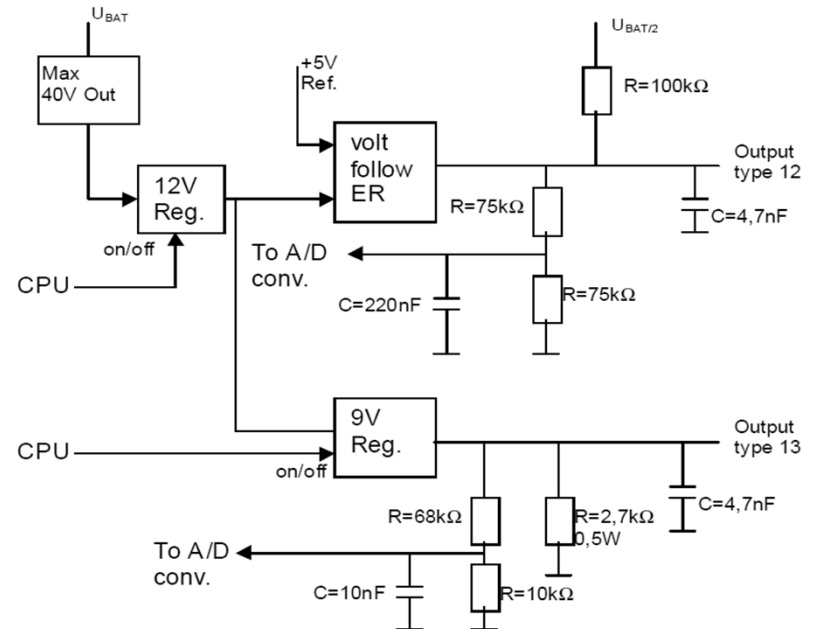 UBAT
Max
40V Out
12V
Reg.
on/off
CPU
+5V
Ref.
volt
follow
ER
UBAT/2
R=100kΩ
Output
type 12
R=75kΩ
C=4,7nF
To A/D
conv.
C=220nF
R=75kΩ
9V
Reg.
CPU
on/off
Output
type 13
R=68kΩ
R=2,7kΩ
0,5W
C=4,7nF
To A/D
conv.
C=10nF
R=10kΩ